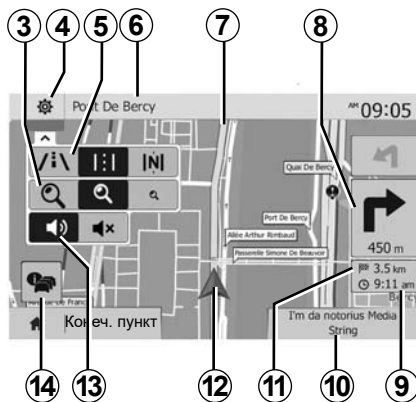 3
4
5
6
7
8
Port De Bercy
AM 09:05
N
Quai De Bercy
Port De Bercy
Allée Arthur Rimbaud
Passerelle Simone De Beauvoir
450 m
3.5 km
9:11 am
Конеч. пункт
I'm da notorius Media
String
14
13
12
11
10
9